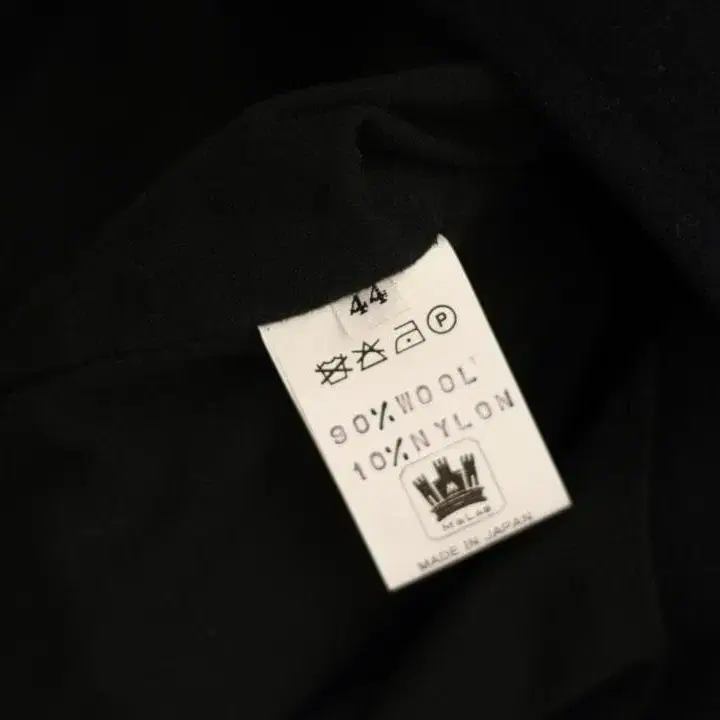 44
P
90% WOOL
10% NYLON
MADE IN JAPAN